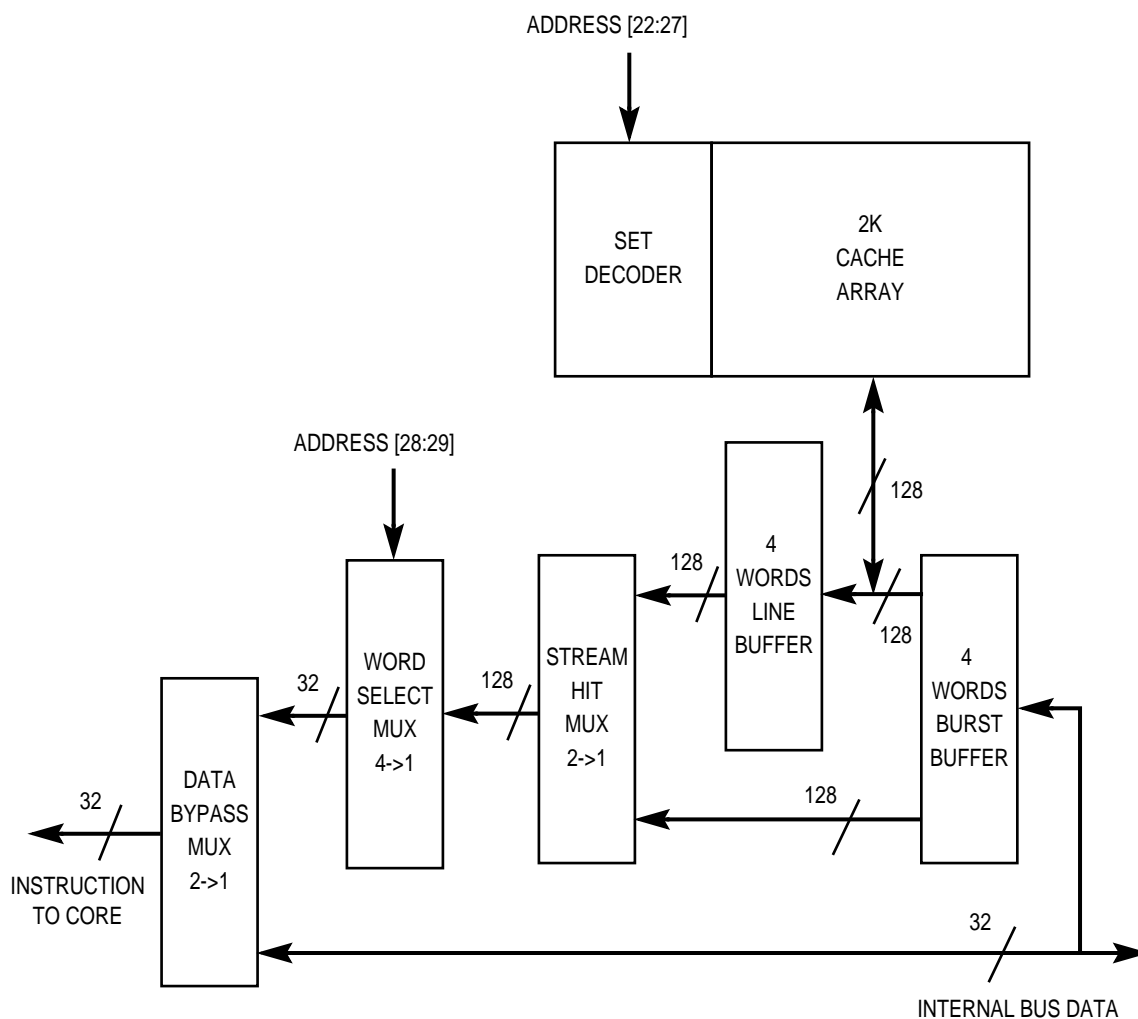 ADDRESS [22:27]
SET
DECODER
2K
CACHE
ARRAY
128
ADDRESS [28:29]
4
WORDS
LINE
BUFFER
128
128
4
WORDS
BURST
BUFFER
STREAM
HIT
MUX
2->1
128
128
WORD
SELECT
MUX
4->1
32
DATA
BYPASS
MUX
2->1
32
INSTRUCTION
TO CORE
32
INTERNAL BUS DATA